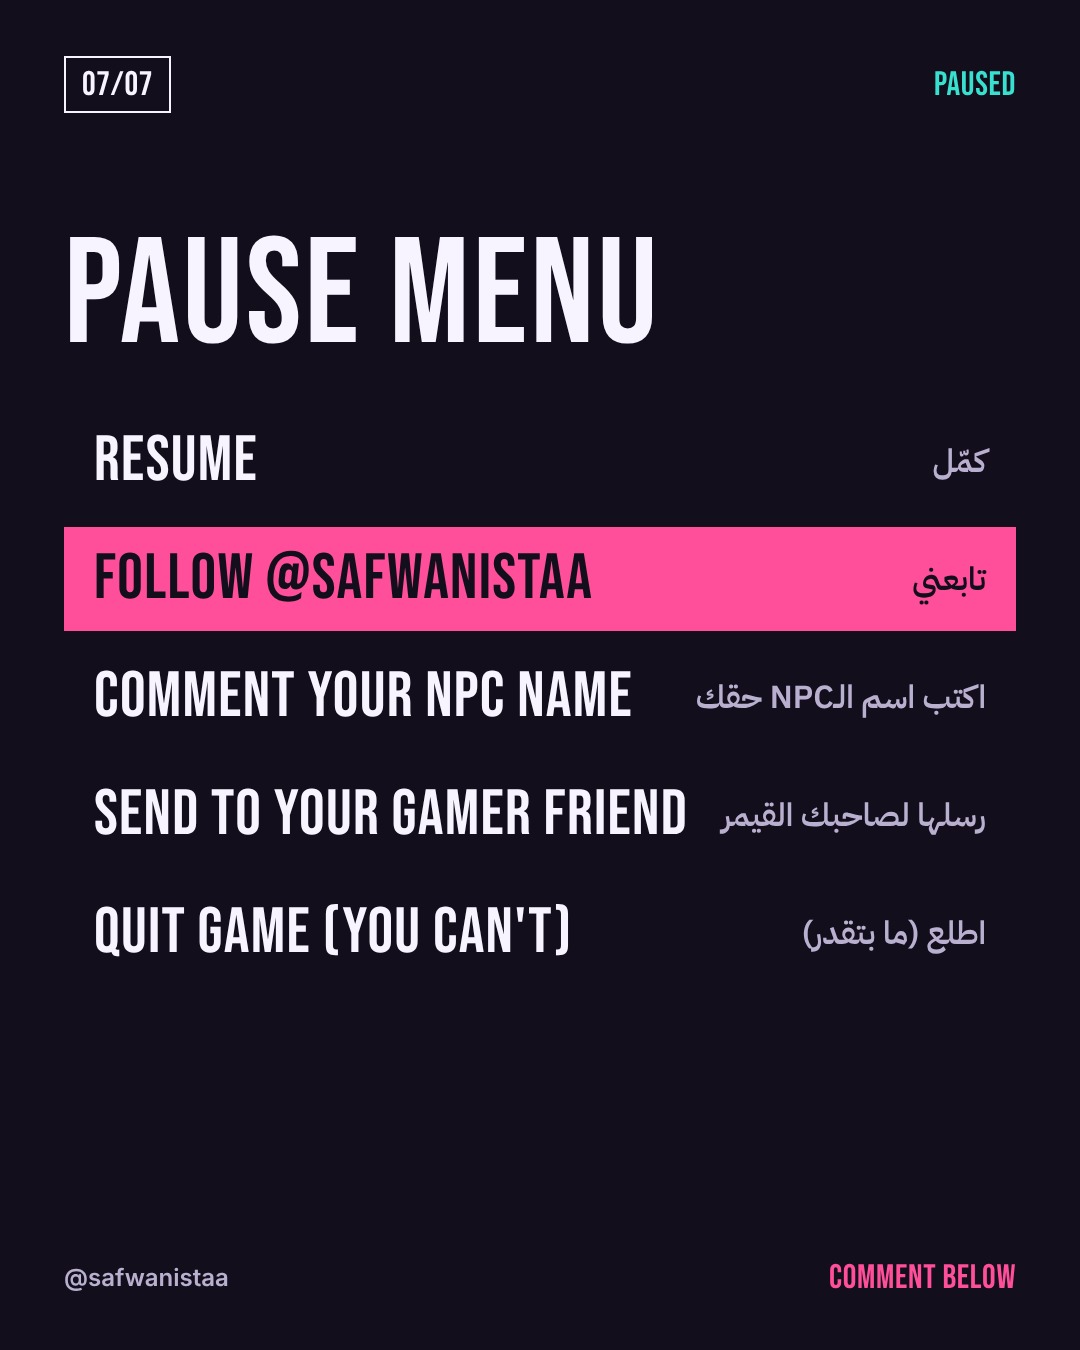 07/07
PAUSED
PAUSE MENU
RESUME
كمّل
FOLLOW @SAFWANISTAA
تابعني
COMMENT YOUR NPC NAME
اكتب اسم الـNPC حقك
SEND TO YOUR GAMER FRIEND
رسلها لصاحبك القيمر
QUIT GAME (YOU CAN'T)
اطلع (ما بتقدر)
@safwanistaa
COMMENT BELOW